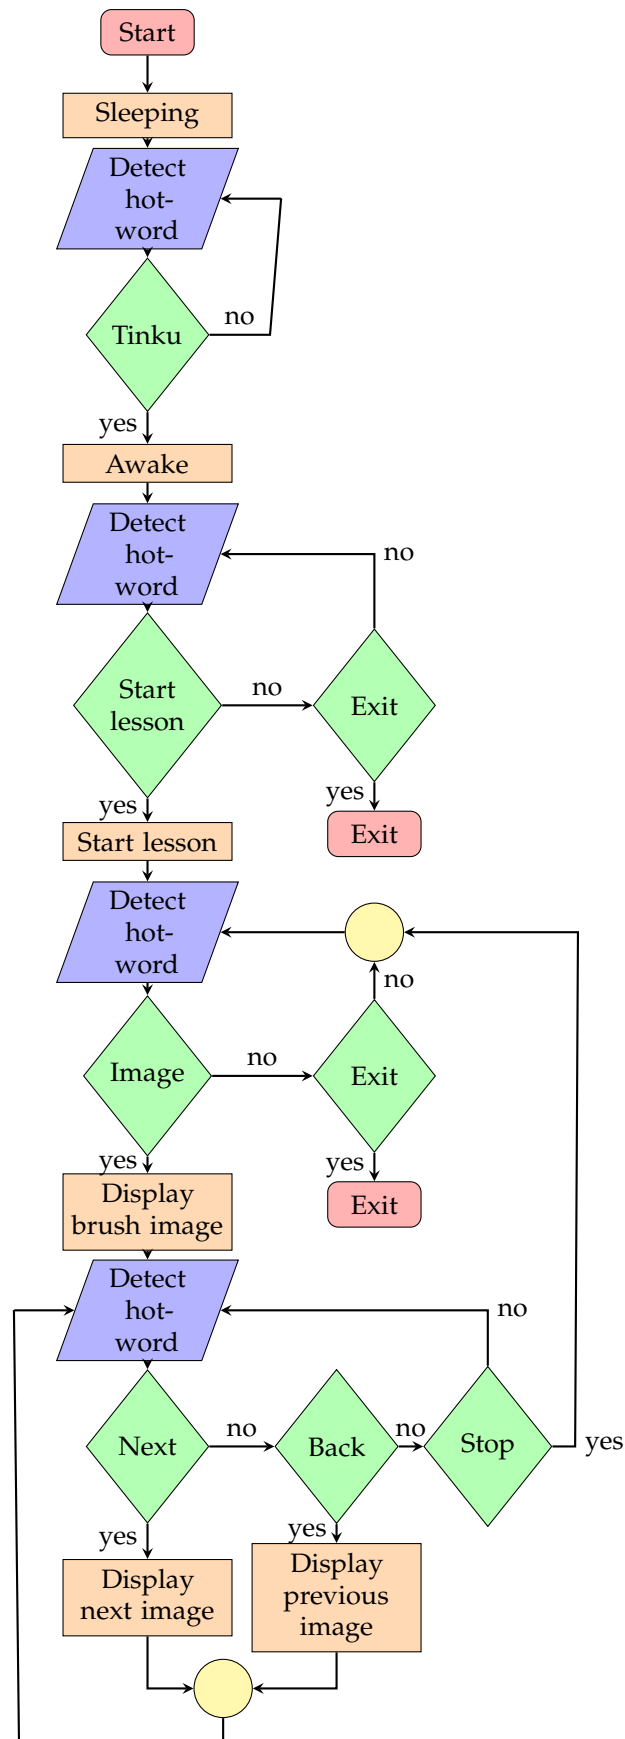 Start
Sleeping
Detect
hot-
word
Tinku
no
yes
Awake
Detect
hot-
word
no
Start
lesson
no
Exit
yes
yes
Exit
Start lesson
Detect
hot-
word
no
Image
no
Exit
yes
yes
Exit
Display
brush image
Detect
hot-
word
no
Next
no
Back
no
Stop
yes
yes
yes
Display
next image
Display
previous
image